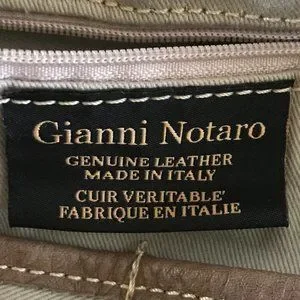 Gianni Notaro
GENUINE LEATHER
MADE IN ITALY
CUIR VERITABLE'
FABRIQUE EN ITALIE